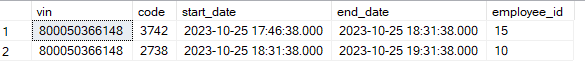 vin code start_date end_date employee_id
1 800050366148 3742 2023-10-25 17:46:38.000 2023-10-25 18:31:38.000 15
2 800050366148 2738 2023-10-25 18:31:38.000 2023-10-25 19:31:38.000 10